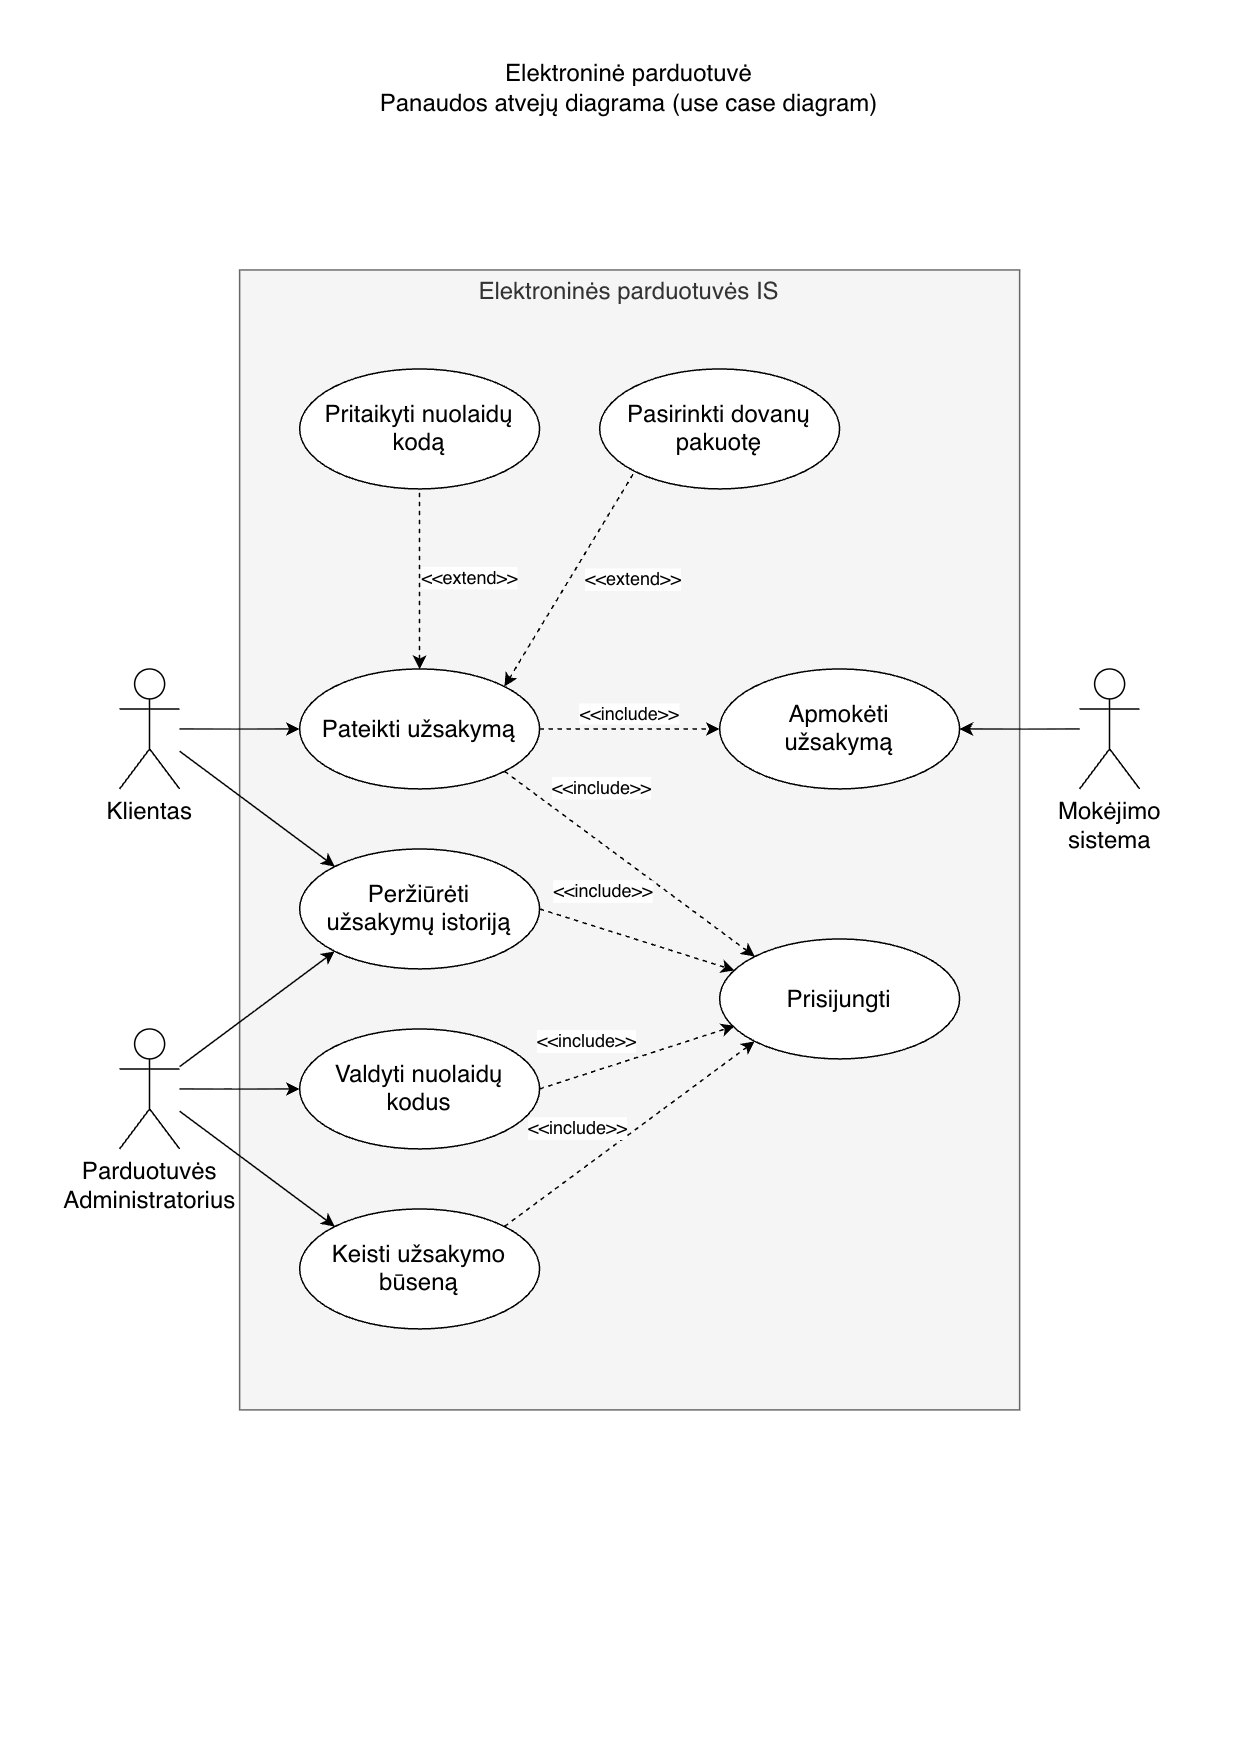 Elektroninė parduotuvė
Panaudos atvejų diagrama (use case diagram)
Elektroninės parduotuvės IS
Pritaikyti nuolaidų
kodą
Pasirinkti dovanų
pakuotę
<<extend>>
<<extend>>
Klientas
Pateikti užsakymą
<<include>>
Apmokėti
užsakymą
Mokėjimo
sistema
<<include>>
Peržiūrėti
užsakymų istoriją
<<include>>
Prisijungti
Parduotuvės
Administratorius
Valdyti nuolaidų
kodus
<<include>>
<<include>>
Keisti užsakymo
būseną